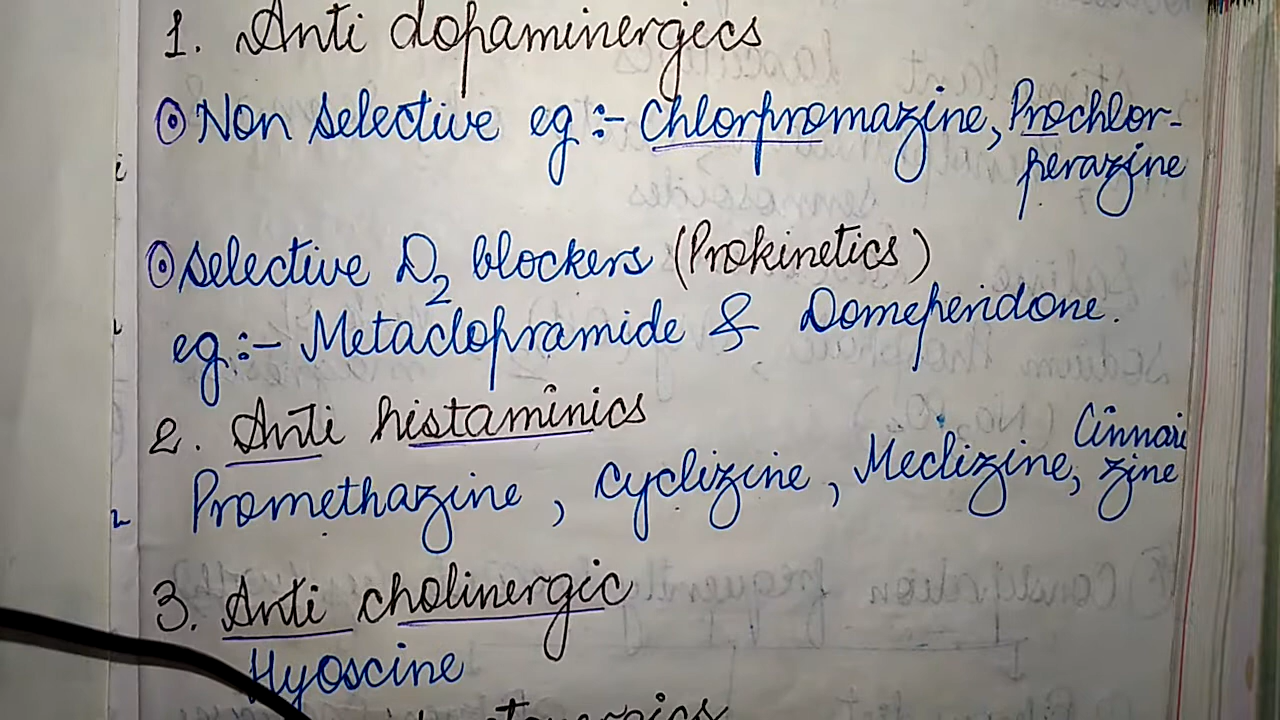 1. Anti dopaminergics
Non selective eg :- Chlorpromazine, Prochlor-
perazine
selective D2 blockers (Prokinetics)
eg :- Metaclopramide & Domeperidone.
2. Anti histaminics
Promethazine, Cyclizine, Meclizine, Cinnari
zine
3. Anti cholinergic
Hyoscine